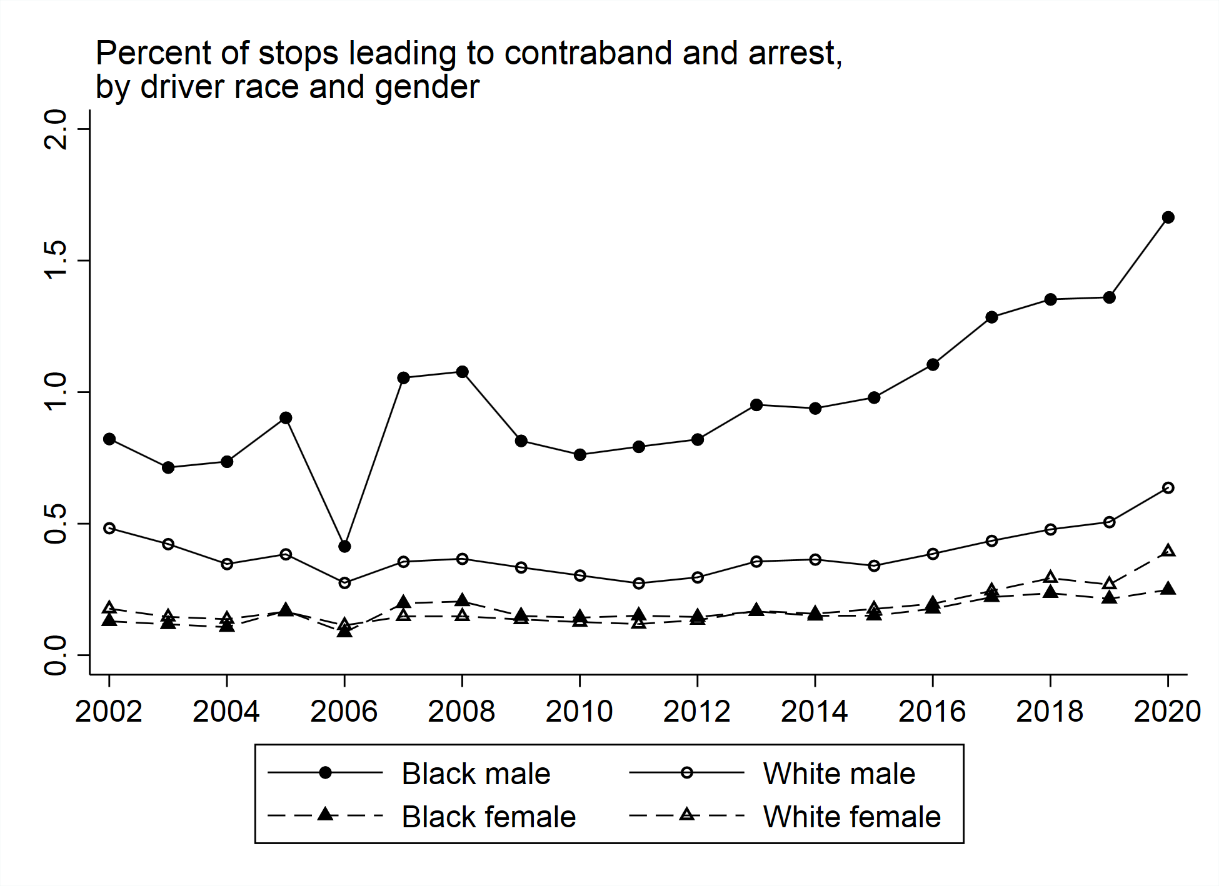 Percent of stops leading to contraband and arrest,
by driver race and gender
2.0
1.5
1.0
0.5
0.0
2002 2004 2006 2008 2010 2012 2014 2016 2018 2020
Black male White male
Black female White female